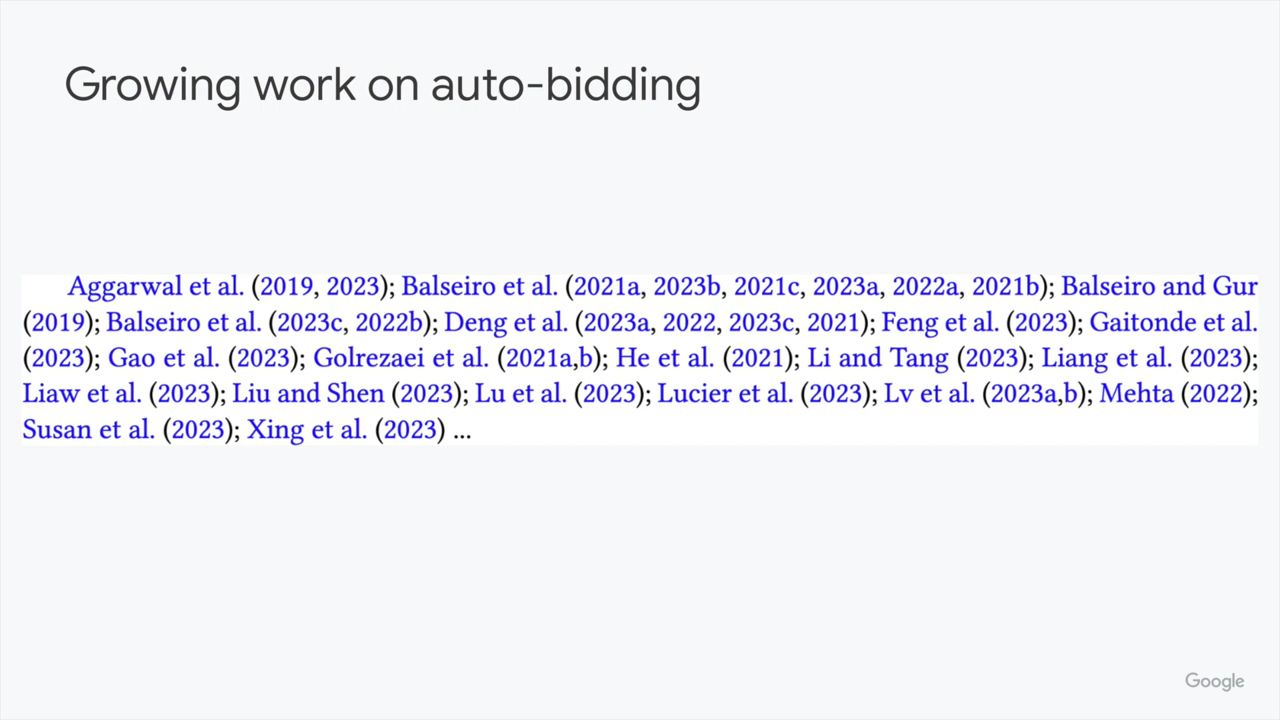 Growing work on auto-bidding
Aggarwal et al. (2019, 2023); Balseiro et al. (2021a, 2023b, 2021c, 2023a, 2022a, 2021b); Balseiro and Gur
(2019); Balseiro et al. (2023c, 2022b); Deng et al. (2023a, 2022, 2023c, 2021); Feng et al. (2023); Gaitonde et al.
(2023); Gao et al. (2023); Golrezaei et al. (2021a,b); He et al. (2021); Li and Tang (2023); Liang et al. (2023);
Liaw et al. (2023); Liu and Shen (2023); Lu et al. (2023); Lucier et al. (2023); Lv et al. (2023a,b); Mehta (2022);
Susan et al. (2023); Xing et al. (2023) ...
Google